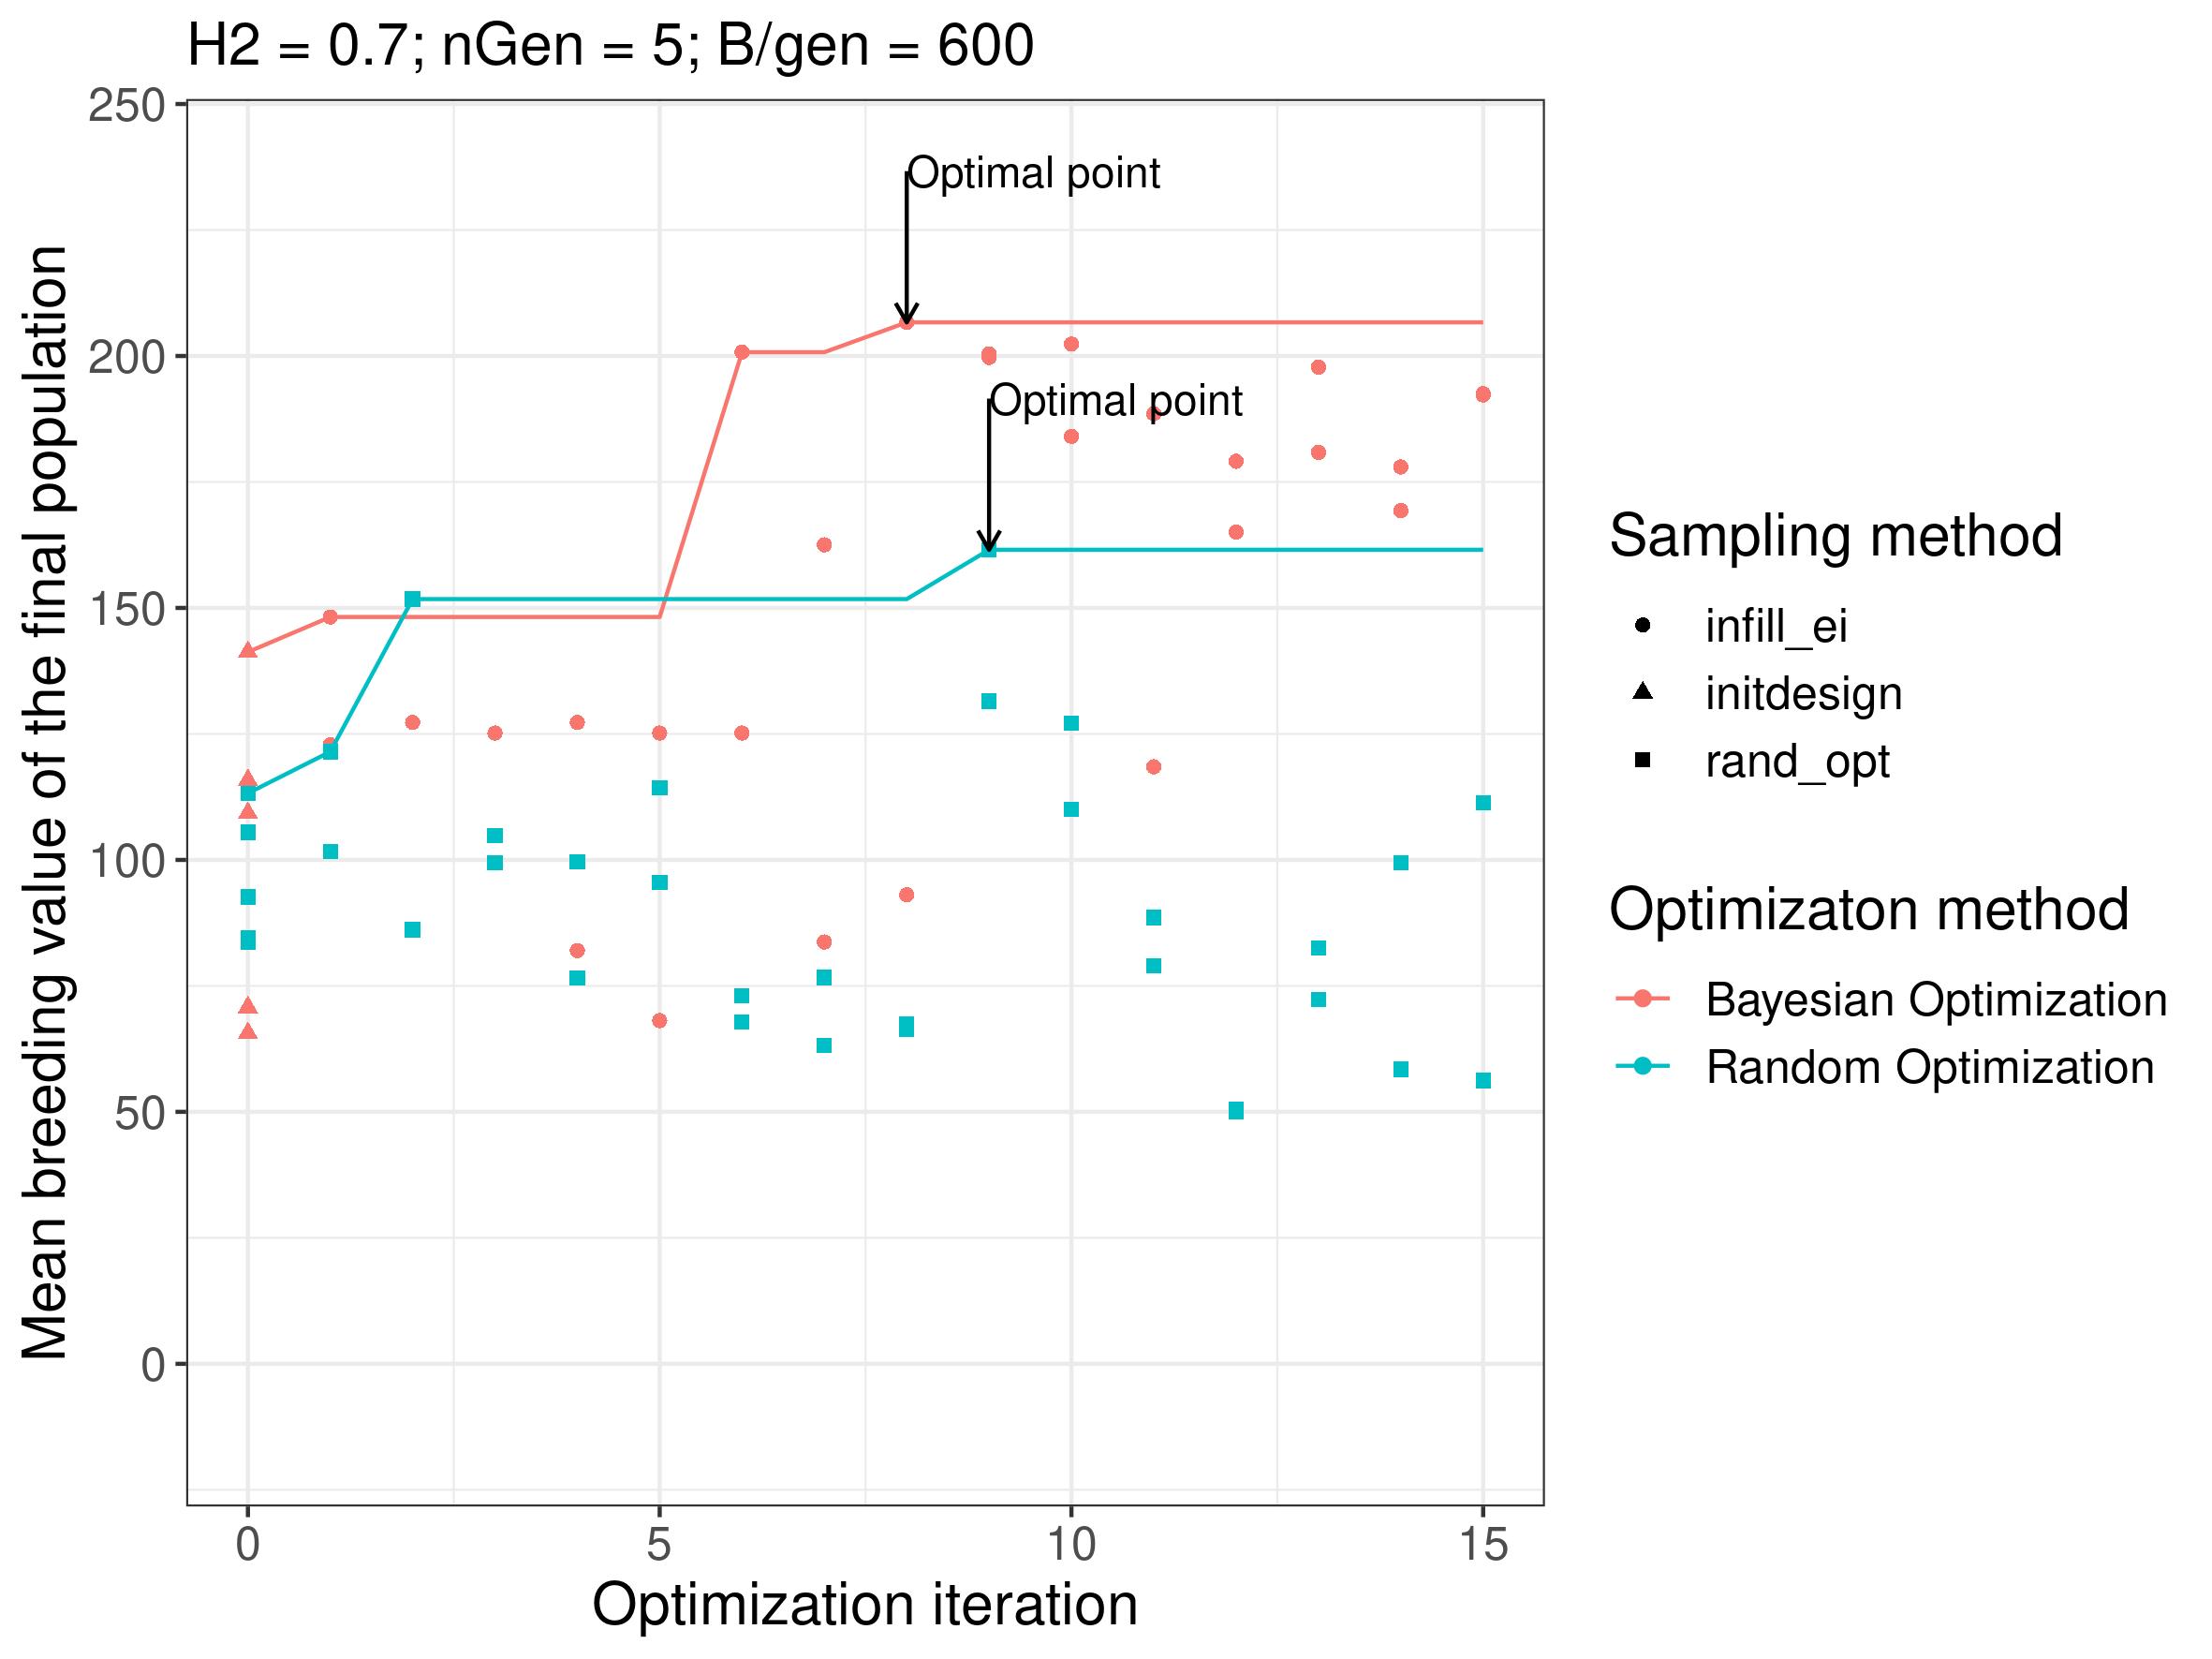 H2 = 0.7; nGen = 5; B/gen = 600
250
200
150
100
50
0
Mean breeding value of the final population
Optimal point
Optimal point
0
5
10
15
Optimization iteration
Sampling method
infill_ei
initdesign
rand_opt
Optimizaton method
Bayesian Optimization
Random Optimization